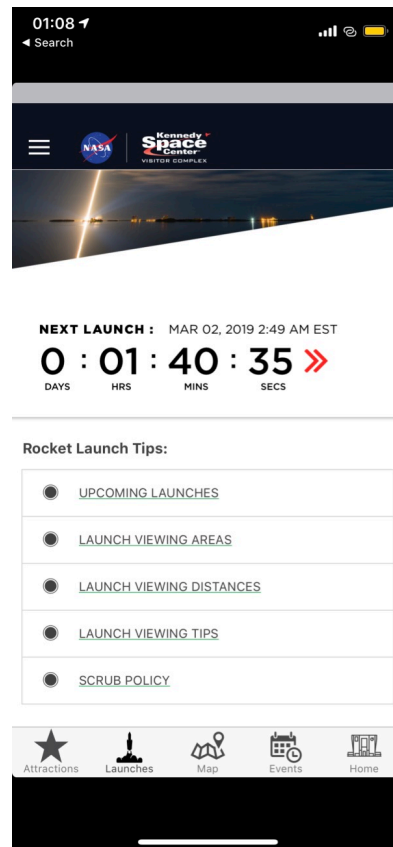 01:08
◄ Search
NASA
Kennedy
Space
Center
VISITOR COMPLEX
NEXT LAUNCH : MAR 02, 2019 2:49 AM EST
0 : 01 : 40 : 35
DAYS HRS MINS SECS
Rocket Launch Tips:
UPCOMING LAUNCHES
LAUNCH VIEWING AREAS
LAUNCH VIEWING DISTANCES
LAUNCH VIEWING TIPS
SCRUB POLICY
Attractions Launches Map Events Home